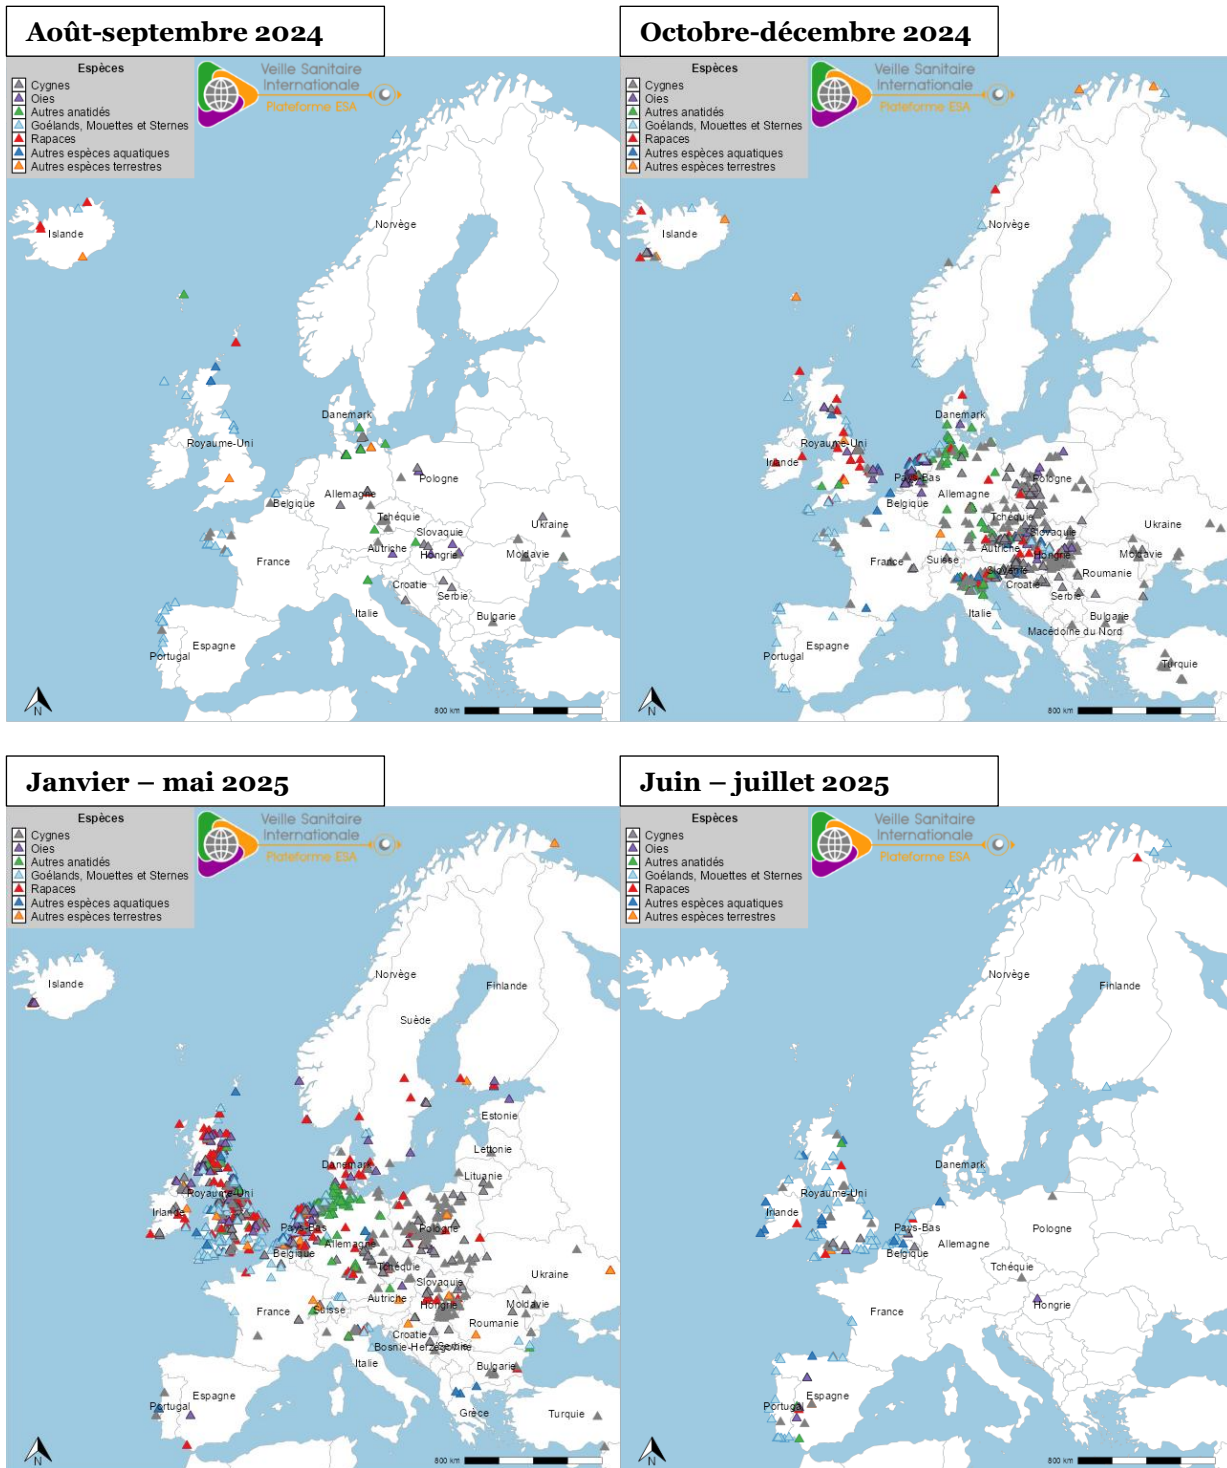 Août-septembre 2024
Espèces
Cygnes
Oies
Autres anatidés
Goélands, Mouettes et Sternes
Rapaces
Autres espèces aquatiques
Autres espèces terrestres
Veille Sanitaire
Internationale
Plateforme ESA
Islande
Norvège
Danemark
Royaume-Uni
Pologne
Belgique
Allemagne
Tchéquie
Ukraine
Slovaquie
Autriche
Hongrie
Moldavie
France
Croatie
Serbie
Italie
Bulgarie
Espagne
Portugal
N
800 km
Octobre-décembre 2024
Espèces
Cygnes
Oies
Autres anatidés
Goélands, Mouettes et Sternes
Rapaces
Autres espèces aquatiques
Autres espèces terrestres
Veille Sanitaire
Internationale
Plateforme ESA
Islande
Norvège
Danemark
Royaume-Uni
Irlande
Pays-Bas
Pologne
Belgique
Allemagne
Tchéquie
Ukraine
Slovaquie
Autriche
Hongrie
Moldavie
France
Suisse
Slovénie
Roumanie
Croatie
Serbie
Italie
Bulgarie
Macédoine du Nord
Espagne
Portugal
Turquie
N
800 km
Janvier – mai 2025
Espèces
Cygnes
Oies
Autres anatidés
Goélands, Mouettes et Sternes
Rapaces
Autres espèces aquatiques
Autres espèces terrestres
Veille Sanitaire
Internationale
Plateforme ESA
Islande
Norvège
Finlande
Suède
Estonie
Lettonie
Danemark
Lituanie
Royaume-Uni
Irlande
Pays-Bas
Pologne
Belgique
Allemagne
Tchéquie
Slovaquie
Ukraine
Autriche
Hongrie
Moldavie
France
Suisse
Roumanie
Croatie
Bosnie-Herzégovine
Serbie
Italie
Bulgarie
Espagne
Portugal
Grèce
Turquie
N
800 km
Juin – juillet 2025
Espèces
Cygnes
Oies
Autres anatidés
Goélands, Mouettes et Sternes
Rapaces
Autres espèces aquatiques
Autres espèces terrestres
Veille Sanitaire
Internationale
Plateforme ESA
Norvège
Finlande
Danemark
Royaume-Uni
Irlande
Pays-Bas
Pologne
Belgique
Allemagne
Tchéquie
Hongrie
France
Espagne
Portugal
N
800 km